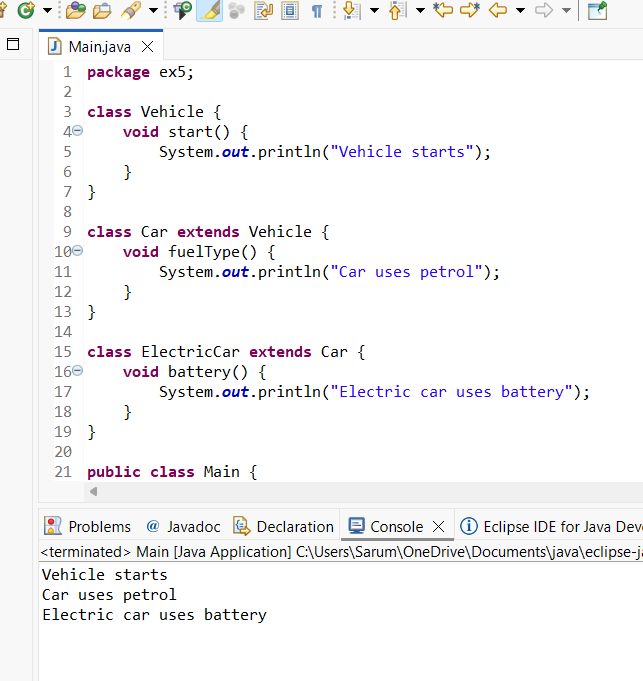 Main.java
1 package ex5;
2
3 class Vehicle {
4 void start() {
5 System.out.println("Vehicle starts");
6 }
7 }
8
9 class Car extends Vehicle {
10 void fuelType() {
11 System.out.println("Car uses petrol");
12 }
13 }
14
15 class ElectricCar extends Car {
16 void battery() {
17 System.out.println("Electric car uses battery");
18 }
19 }
20
21 public class Main {
Problems @ Javadoc Declaration Console Eclipse IDE for Java Deve
<terminated> Main [Java Application] C:\Users\Sarum\OneDrive\Documents\java\eclipse-ja
Vehicle starts
Car uses petrol
Electric car uses battery